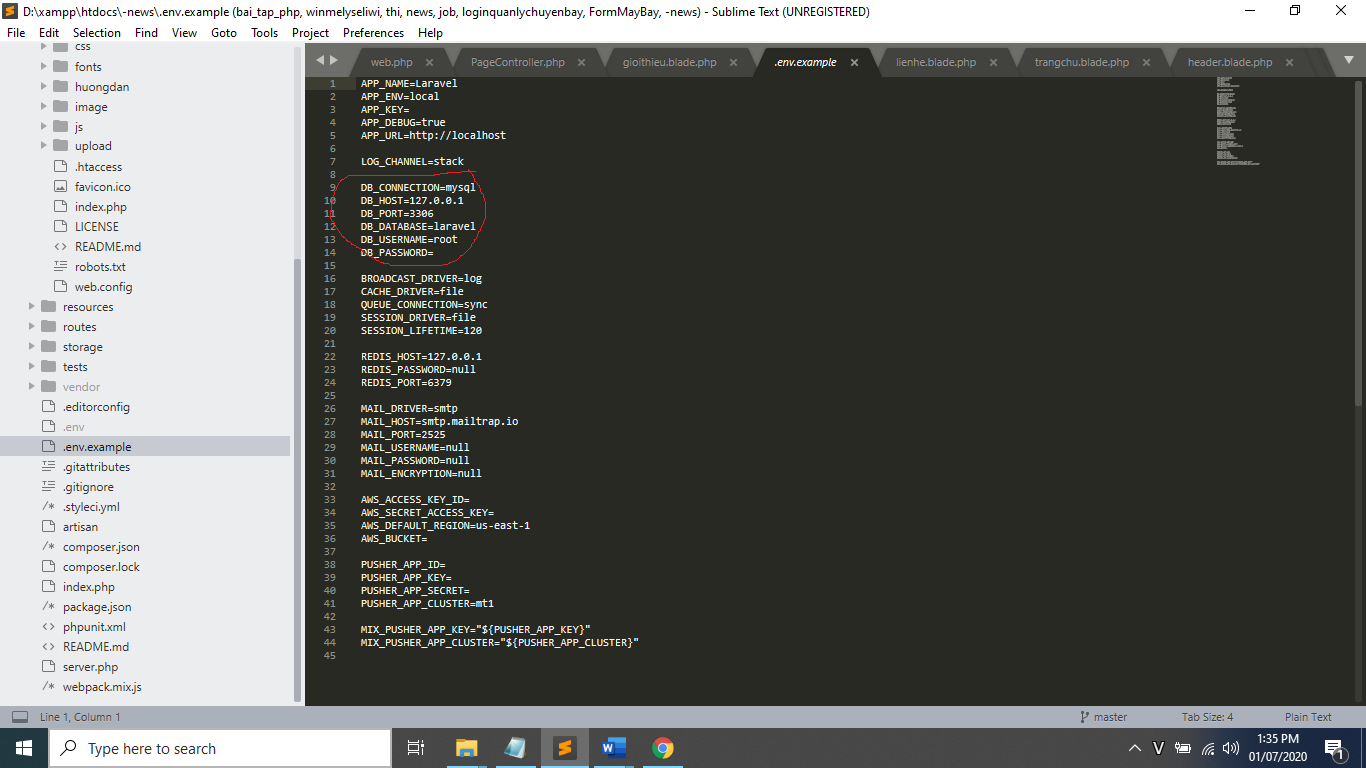 D:\xampp\htdocs\-news\.env.example (bai_tap_php, winmelyseliwi, thi, news, job, loginquanlychuyenbay, FormMayBay, -news) - Sublime Text (UNREGISTERED)
File Edit Selection Find View Goto Tools Project Preferences Help
css
fonts
huongdan
image
js
upload
.htaccess
favicon.ico
index.php
LICENSE
README.md
robots.txt
web.config
resources
routes
storage
tests
vendor
.editorconfig
.env
.env.example
.gitattributes
.gitignore
.styleci.yml
artisan
composer.json
composer.lock
index.php
package.json
phpunit.xml
README.md
server.php
webpack.mix.js
web.php PageController.php gioithieu.blade.php .env.example lienhe.blade.php trangchu.blade.php header.blade.php
1 APP_NAME=Laravel
2 APP_ENV=local
3 APP_KEY=
4 APP_DEBUG=true
5 APP_URL=http://localhost
6
7 LOG_CHANNEL=stack
8
9 DB_CONNECTION=mysql
10 DB_HOST=127.0.0.1
11 DB_PORT=3306
12 DB_DATABASE=laravel
13 DB_USERNAME=root
14 DB_PASSWORD=
15
16 BROADCAST_DRIVER=log
17 CACHE_DRIVER=file
18 QUEUE_CONNECTION=sync
19 SESSION_DRIVER=file
20 SESSION_LIFETIME=120
21
22 REDIS_HOST=127.0.0.1
23 REDIS_PASSWORD=null
24 REDIS_PORT=6379
25
26 MAIL_DRIVER=smtp
27 MAIL_HOST=smtp.mailtrap.io
28 MAIL_PORT=2525
29 MAIL_USERNAME=null
30 MAIL_PASSWORD=null
31 MAIL_ENCRYPTION=null
32
33 AWS_ACCESS_KEY_ID=
34 AWS_SECRET_ACCESS_KEY=
35 AWS_DEFAULT_REGION=us-east-1
36 AWS_BUCKET=
37
38 PUSHER_APP_ID=
39 PUSHER_APP_KEY=
40 PUSHER_APP_SECRET=
41 PUSHER_APP_CLUSTER=mt1
42
43 MIX_PUSHER_APP_KEY="${PUSHER_APP_KEY}"
44 MIX_PUSHER_APP_CLUSTER="${PUSHER_APP_CLUSTER}"
45
Line 1, Column 1 master Tab Size: 4 Plain Text
Type here to search
V
1:35 PM
01/07/2020
1